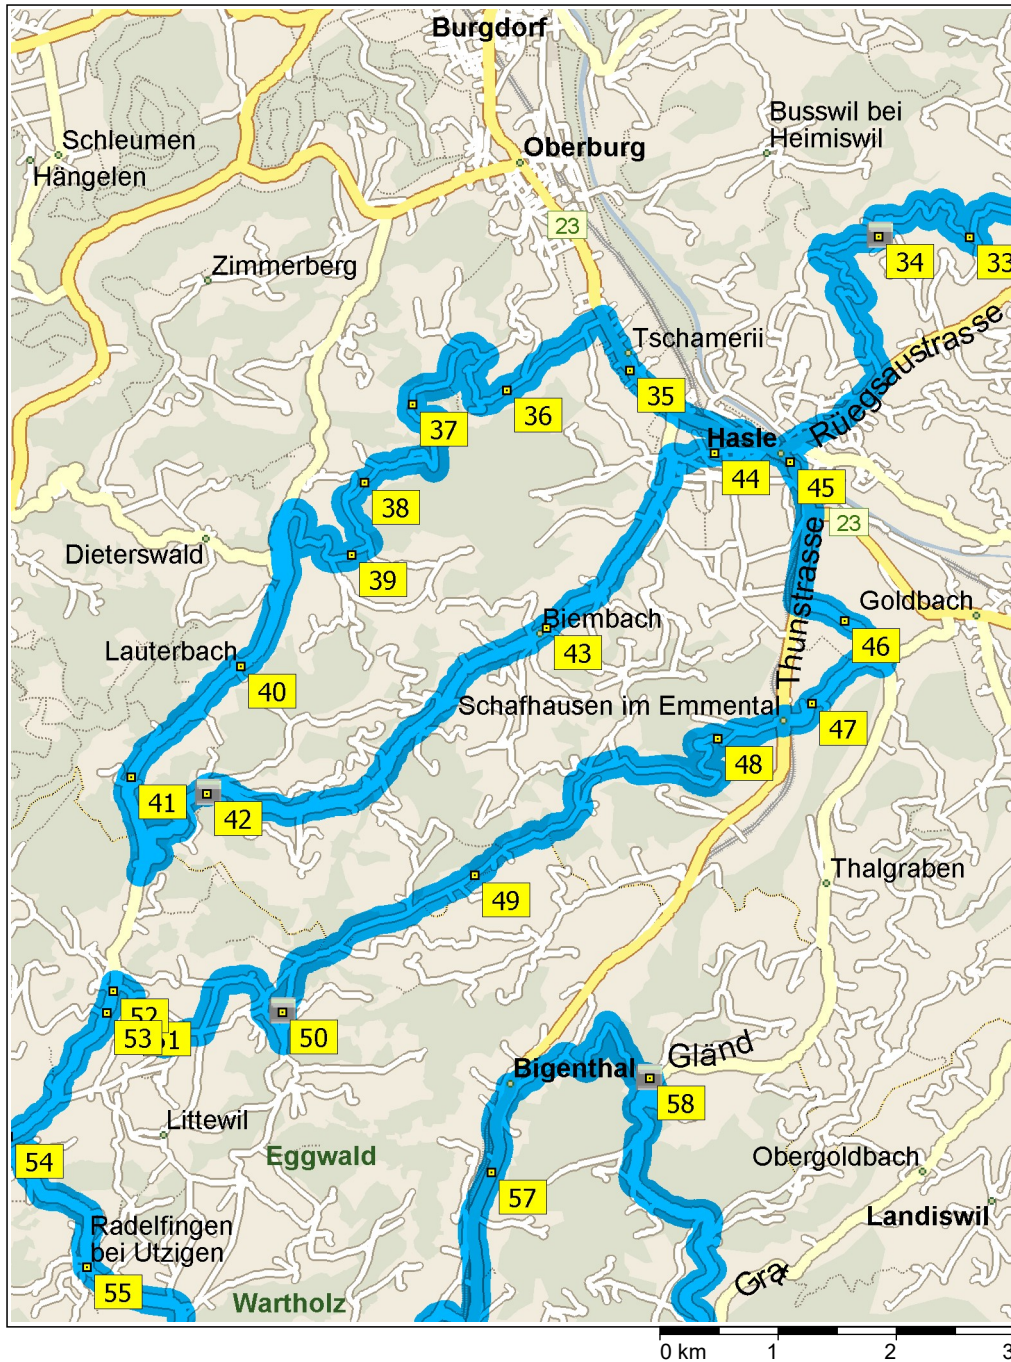 Burgdorf
Busswil bei
Heimiswil
Schleumen
Oberburg
Hängelen
23
34
33
Zimmerberg
Tschamerii
Rüegsaustrasse
35
36
37
Hasle
44
45
38
23
Dieterswald
39
Thunstrasse
Goldbach
Biembach
43
46
Lauterbach
40
Schafhausen im Emmental
47
48
41
42
Thalgraben
49
52
53
51
50
Gländ
Bigenthal
58
Littewil
Eggwald
54
Obergoldbach
57
Landiswil
Radelfingen
bei Utzigen
55
Gra
Wartholz
0 km 1 2 3